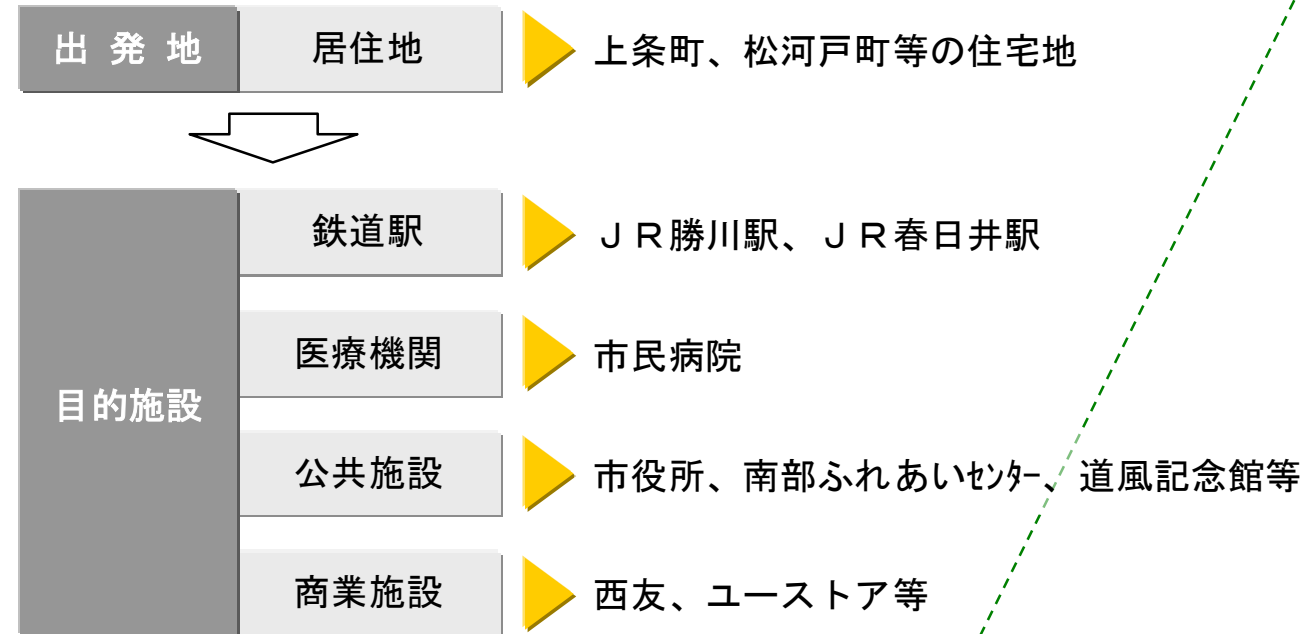 出発地 居住地 上条町、松河戸町等の住宅地
鉄道駅 ＪＲ勝川駅、ＪＲ春日井駅
医療機関 市民病院
目的施設
公共施設 市役所、南部ふれあいｾﾝﾀｰ、道風記念館等
商業施設 西友、ユーストア等